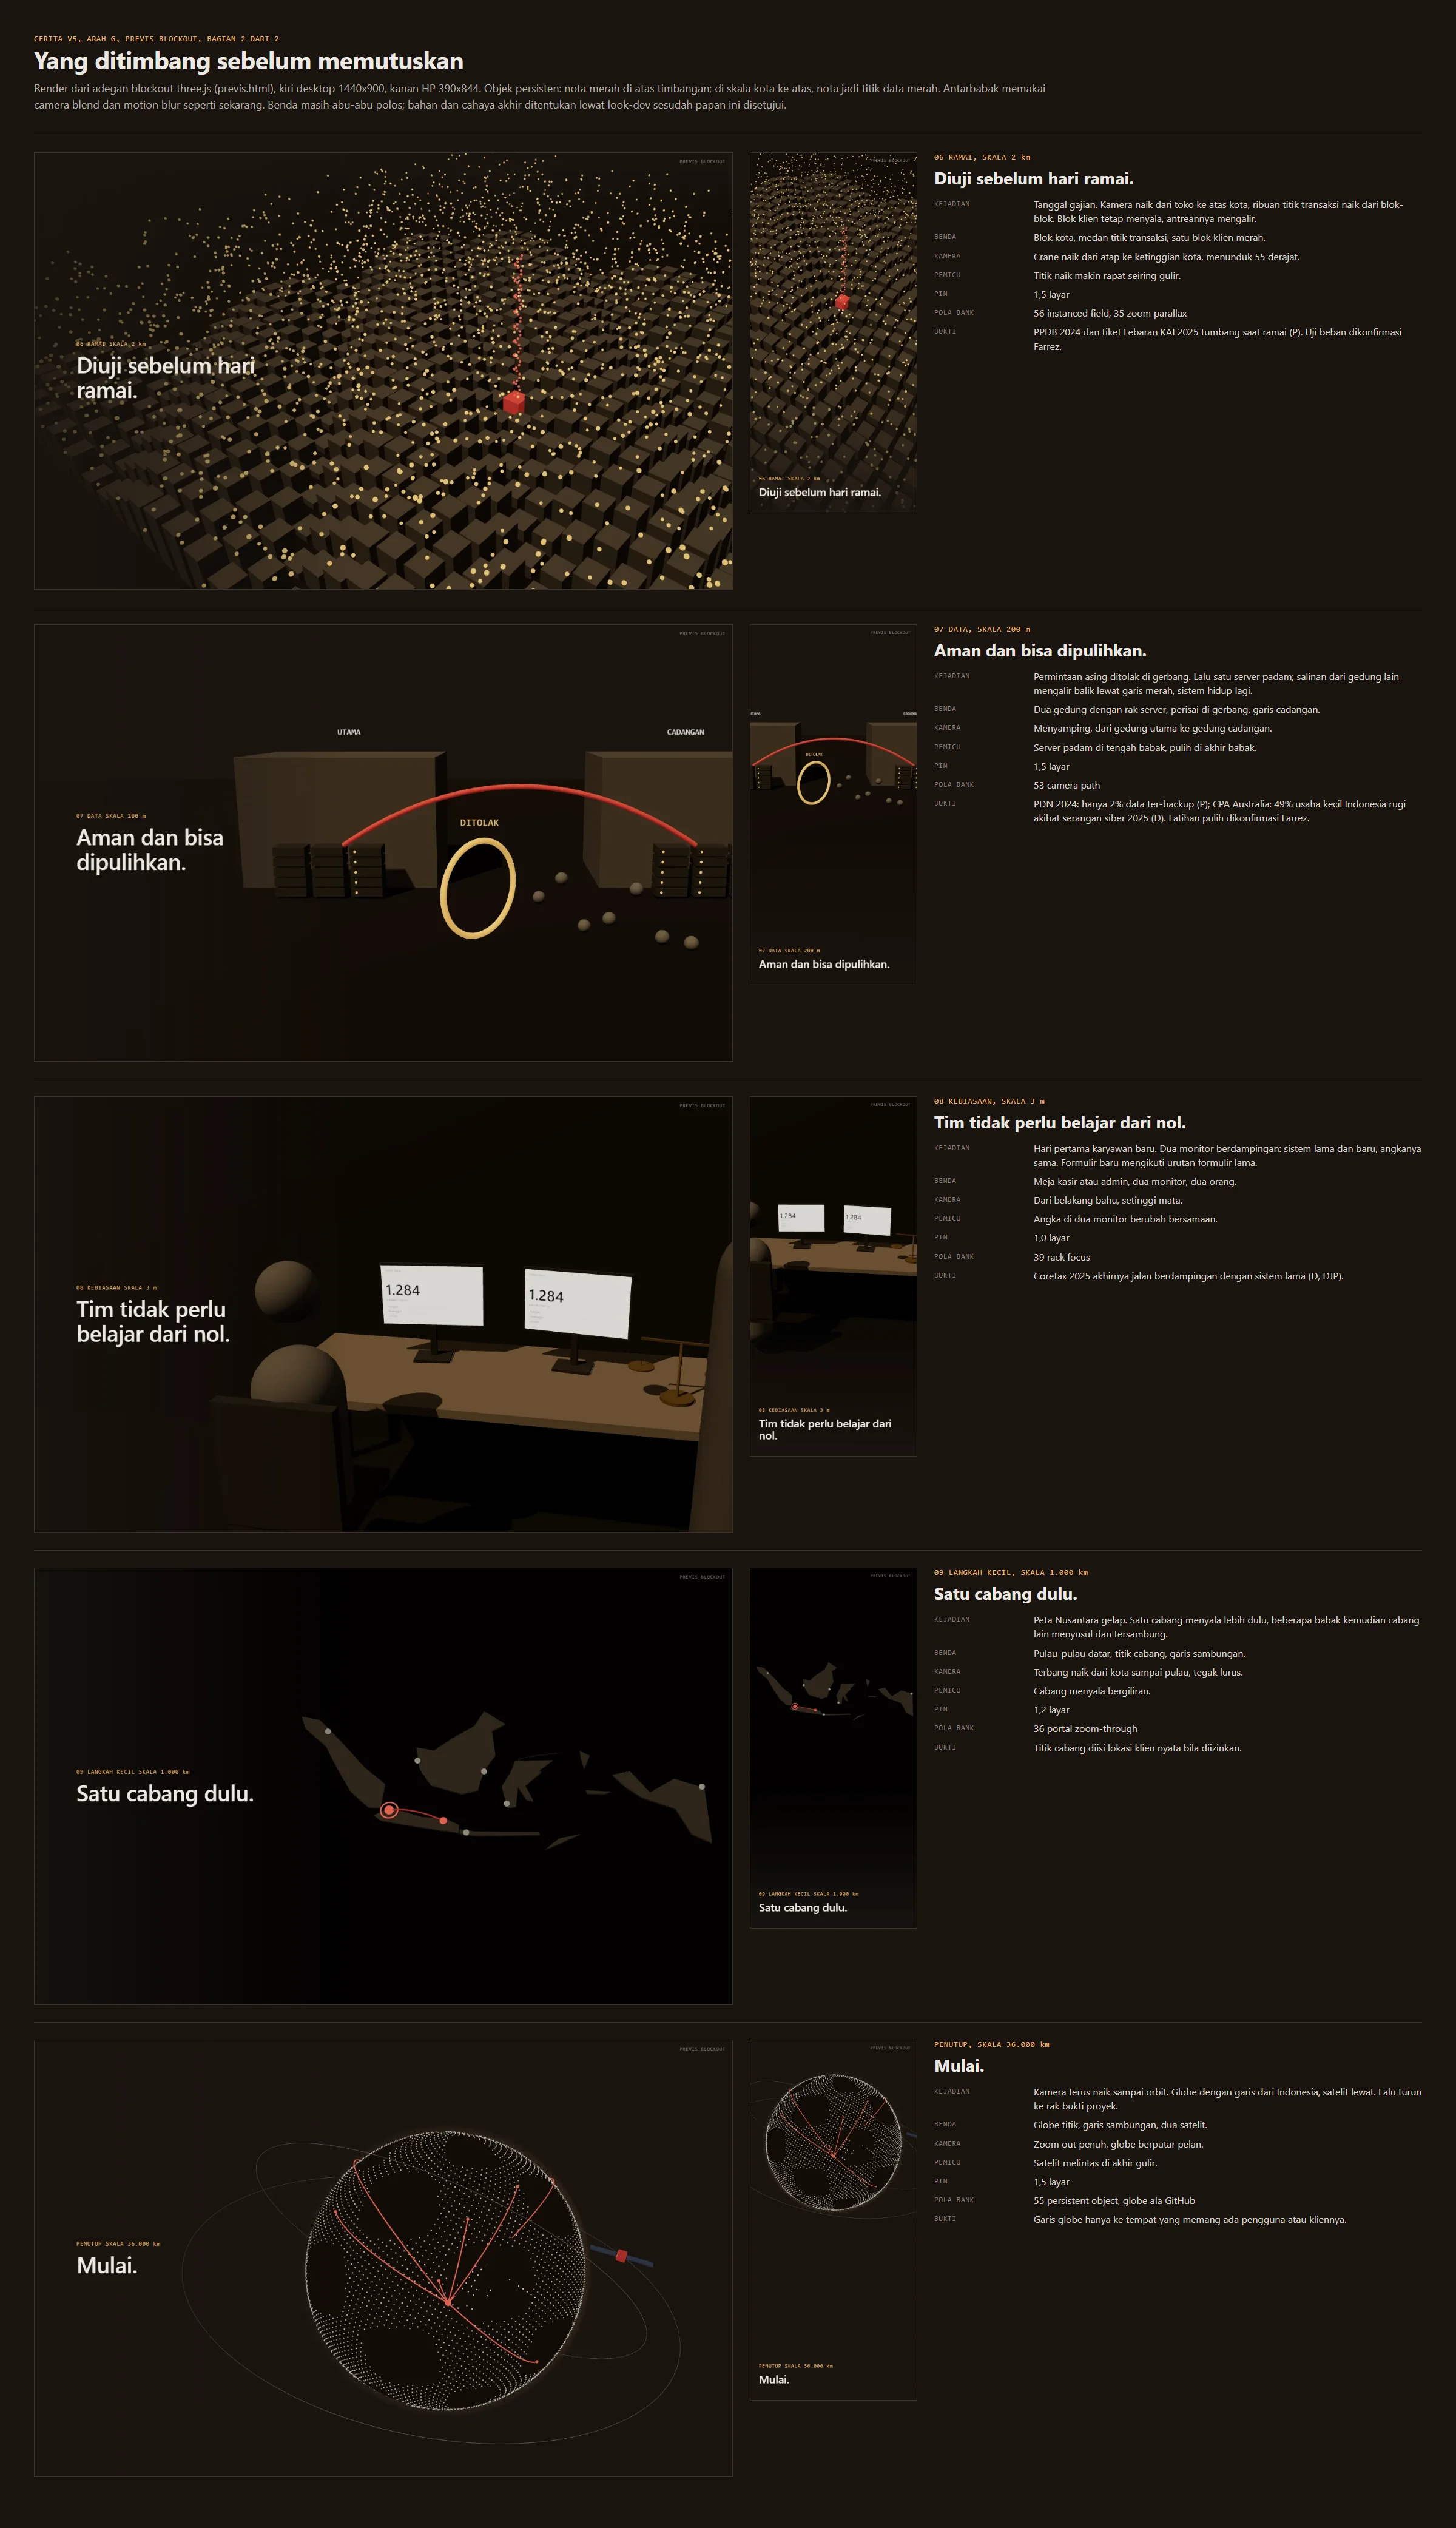 CERITA V5, ARAH G, PREVIS BLOCKOUT, BAGIAN 2 DARI 2
Yang ditimbang sebelum memutuskan
Render dari adegan blockout three.js (previs.html), kiri desktop 1440x900, kanan HP 390x844. Objek persisten: nota merah di atas timbangan; di skala kota ke atas, nota jadi titik data merah. Antarbabak memakai
camera blend dan motion blur seperti sekarang. Benda masih abu-abu polos; bahan dan cahaya akhir ditentukan lewat look-dev sesudah papan ini disetujui.
PREVIS BLOCKOUT
06 RAMAI SKALA 2 km
Diuji sebelum hari
ramai.
PREVIS BLOCKOUT
06 RAMAI SKALA 2 km
Diuji sebelum hari ramai.
06 RAMAI, SKALA 2 km
Diuji sebelum hari ramai.
KEJADIAN
Tanggal gajian. Kamera naik dari toko ke atas kota, ribuan titik transaksi naik dari blok-
blok. Blok klien tetap menyala, antreannya mengalir.
BENDA
Blok kota, medan titik transaksi, satu blok klien merah.
KAMERA
Crane naik dari atap ke ketinggian kota, menunduk 55 derajat.
PEMICU
Titik naik makin rapat seiring gulir.
PIN
1,5 layar
POLA BANK
56 instanced field, 35 zoom parallax
BUKTI
PPDB 2024 dan tiket Lebaran KAI 2025 tumbang saat ramai (P). Uji beban dikonfirmasi
Farrez.
PREVIS BLOCKOUT
UTAMA
CADANGAN
DITOLAK
07 DATA SKALA 200 m
Aman dan bisa
dipulihkan.
PREVIS BLOCKOUT
DITOLAK
07 DATA SKALA 200 m
Aman dan bisa dipulihkan.
07 DATA, SKALA 200 m
Aman dan bisa dipulihkan.
KEJADIAN
Permintaan asing ditolak di gerbang. Lalu satu server padam; salinan dari gedung lain
mengalir balik lewat garis merah, sistem hidup lagi.
BENDA
Dua gedung dengan rak server, perisai di gerbang, garis cadangan.
KAMERA
Menyamping, dari gedung utama ke gedung cadangan.
PEMICU
Server padam di tengah babak, pulih di akhir babak.
PIN
1,5 layar
POLA BANK
53 camera path
BUKTI
PDN 2024: hanya 2% data ter-backup (P); CPA Australia: 49% usaha kecil Indonesia rugi
akibat serangan siber 2025 (D). Latihan pulih dikonfirmasi Farrez.
PREVIS BLOCKOUT
1.284
1.284
08 KEBIASAAN SKALA 3 m
Tim tidak perlu
belajar dari nol.
PREVIS BLOCKOUT
1.284
1.284
08 KEBIASAAN SKALA 3 m
Tim tidak perlu belajar dari
nol.
08 KEBIASAAN, SKALA 3 m
Tim tidak perlu belajar dari nol.
KEJADIAN
Hari pertama karyawan baru. Dua monitor berdampingan: sistem lama dan baru, angkanya
sama. Formulir baru mengikuti urutan formulir lama.
BENDA
Meja kasir atau admin, dua monitor, dua orang.
KAMERA
Dari belakang bahu, setinggi mata.
PEMICU
Angka di dua monitor berubah bersamaan.
PIN
1,0 layar
POLA BANK
39 rack focus
BUKTI
Coretax 2025 akhirnya jalan berdampingan dengan sistem lama (D, DJP).
PREVIS BLOCKOUT
09 LANGKAH KECIL SKALA 1.000 km
Satu cabang dulu.
PREVIS BLOCKOUT
09 LANGKAH KECIL SKALA 1.000 km
Satu cabang dulu.
09 LANGKAH KECIL, SKALA 1.000 km
Satu cabang dulu.
KEJADIAN
Peta Nusantara gelap. Satu cabang menyala lebih dulu, beberapa babak kemudian cabang
lain menyusul dan tersambung.
BENDA
Pulau-pulau datar, titik cabang, garis sambungan.
KAMERA
Terbang naik dari kota sampai pulau, tegak lurus.
PEMICU
Cabang menyala bergiliran.
PIN
1,2 layar
POLA BANK
36 portal zoom-through
BUKTI
Titik cabang diisi lokasi klien nyata bila diizinkan.
PREVIS BLOCKOUT
PENUTUP SKALA 36.000 km
Mulai.
PREVIS BLOCKOUT
PENUTUP SKALA 36.000 km
Mulai.
PENUTUP, SKALA 36.000 km
Mulai.
KEJADIAN
Kamera terus naik sampai orbit. Globe dengan garis dari Indonesia, satelit lewat. Lalu turun
ke rak bukti proyek.
BENDA
Globe titik, garis sambungan, dua satelit.
KAMERA
Zoom out penuh, globe berputar pelan.
PEMICU
Satelit melintas di akhir gulir.
PIN
1,5 layar
POLA BANK
55 persistent object, globe ala GitHub
BUKTI
Garis globe hanya ke tempat yang memang ada pengguna atau kliennya.